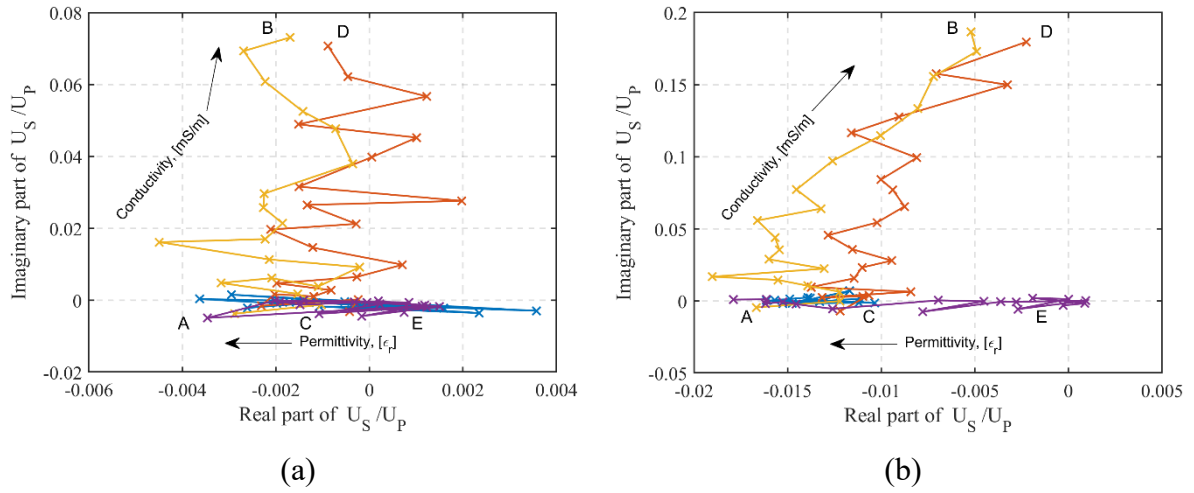 0.08
0.06
0.04
0.02
0
-0.02
-0.006
-0.004
-0.002
0
0.002
0.004
Imaginary part of U_S/U_P
Real part of U_S/U_P
B
D
Conductivity, [mS/m]
A
C
E
Permittivity, [ϵ_r]
(a)
0.2
0.15
0.1
0.05
0
-0.05
-0.02
-0.015
-0.01
-0.005
0
0.005
Imaginary part of U_S/U_P
Real part of U_S/U_P
B
D
Conductivity, [mS/m]
A
C
E
Permittivity, [ϵ_r]
(b)